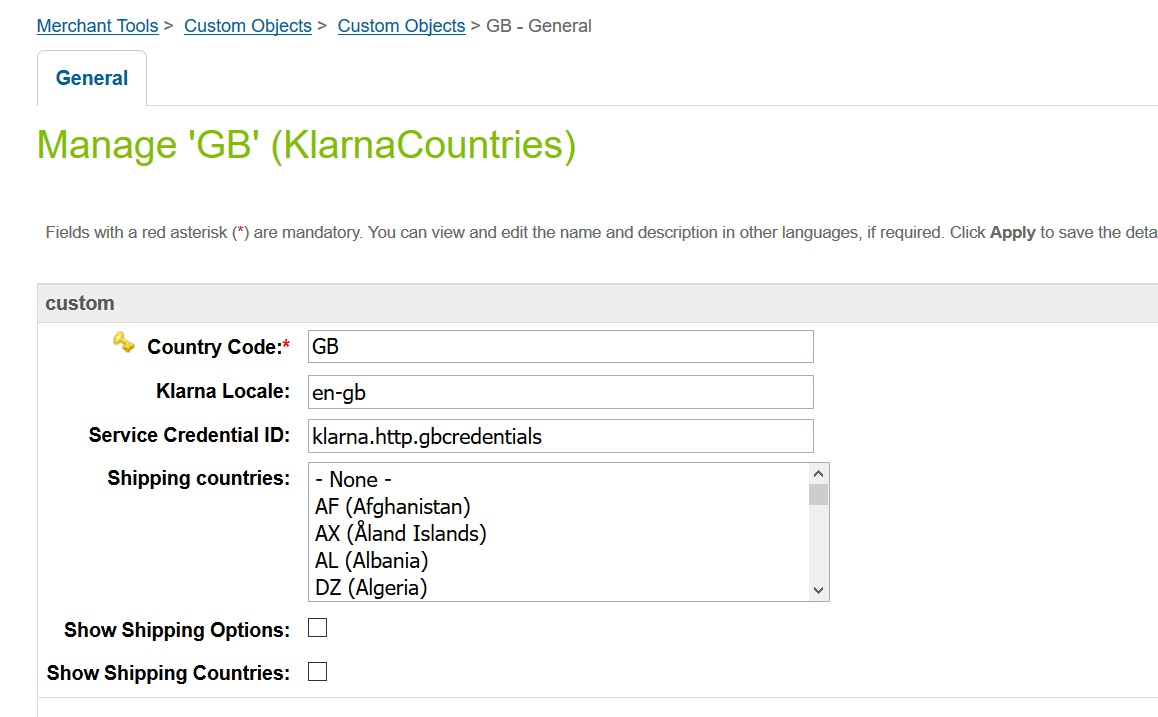 Merchant Tools > Custom Objects > Custom Objects > GB - General
General
Manage 'GB' (KlarnaCountries)
Fields with a red asterisk (*) are mandatory. You can view and edit the name and description in other languages, if required. Click Apply to save the deta
custom
Country Code:* GB
Klarna Locale: en-gb
Service Credential ID: klarna.http.gbcredentials
Shipping countries: - None -
AF (Afghanistan)
AX (Åland Islands)
AL (Albania)
DZ (Algeria)
Show Shipping Options:
Show Shipping Countries: